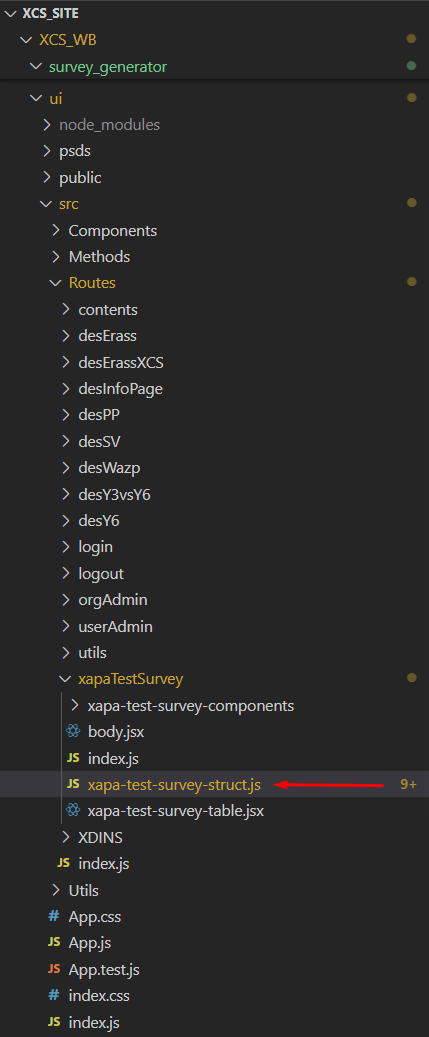 XCS_SITE
XCS_WB
survey_generator
ui
node_modules
psds
public
src
Components
Methods
Routes
contents
desErass
desErassXCS
desInfoPage
desPP
desSV
desWazp
desY3vsY6
desY6
login
logout
orgAdmin
userAdmin
utils
xapaTestSurvey
xapa-test-survey-components
body.jsx
JS index.js
JS xapa-test-survey-struct.js 9+
xapa-test-survey-table.jsx
XDINS
JS index.js
Utils
# App.css
JS App.js
JS App.test.js
# index.css
JS index.js